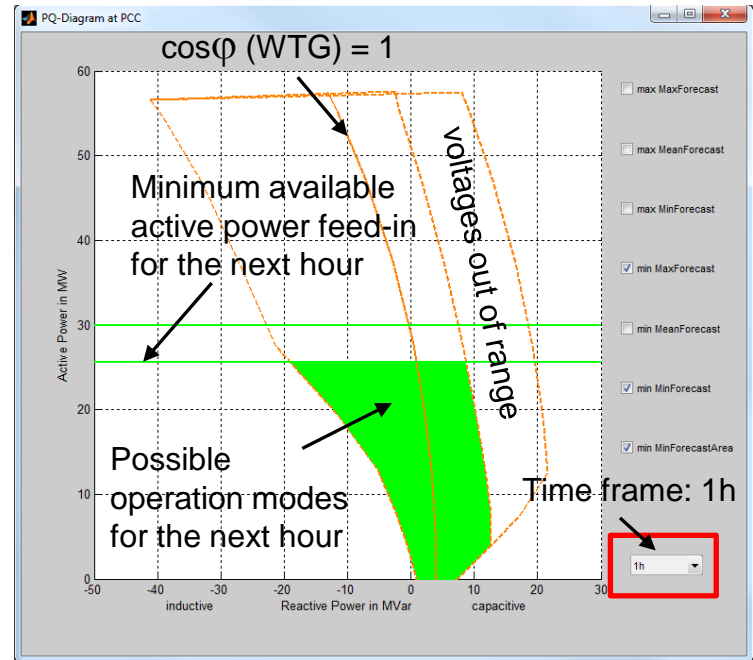 PQ-Diagram at PCC
cosφ (WTG) = 1
60
50
40
30
20
10
0
Active Power in MW
Minimum available
active power feed-in
for the next hour
voltages out of range
Possible
operation modes
for the next hour
-50
-40
-30
-20
-10
0
10
20
30
inductive
Reactive Power in MVar
capacitive
max MaxForecast
max MeanForecast
max MinForecast
min MaxForecast
min MeanForecast
min MinForecast
min MinForecastArea
Time frame: 1h
1h